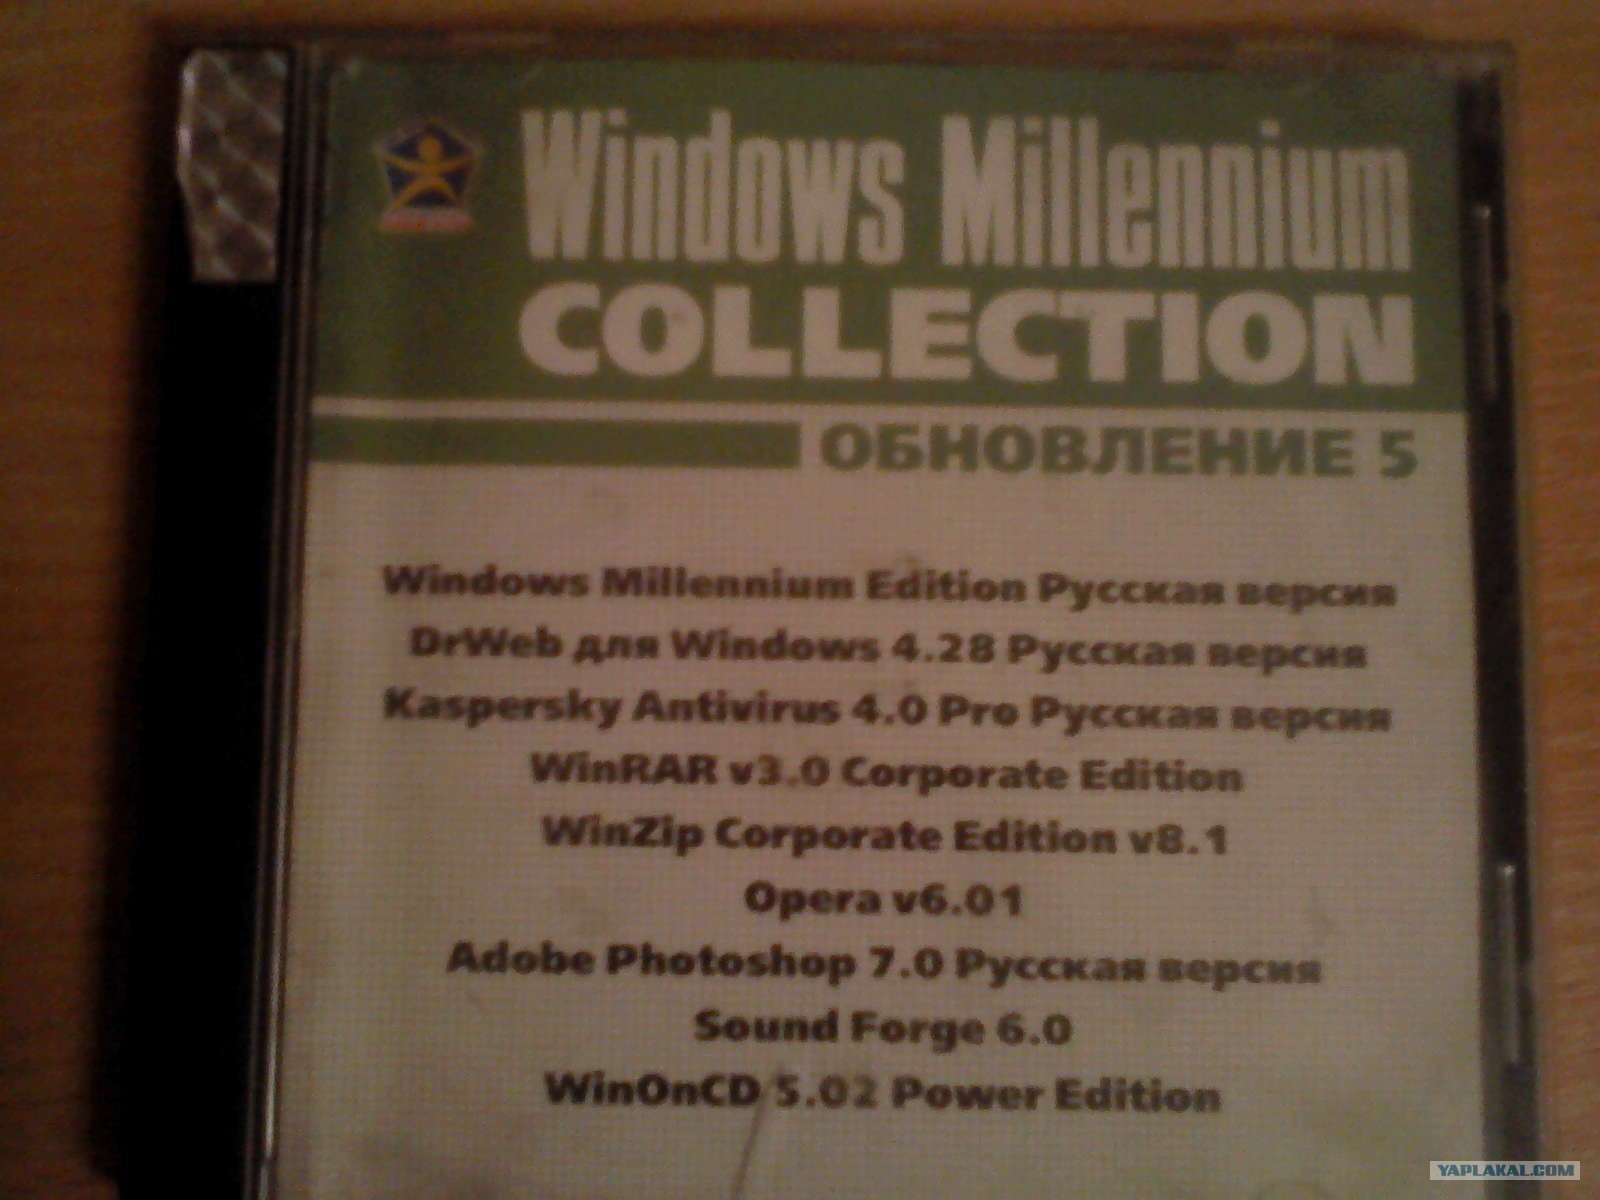 Windows Millennium
COLLECTION
ОБНОВЛЕНИЕ 5
Windows Millennium Edition Русская версия
DrWeb для Windows 4.28 Русская версия
Kaspersky Antivirus 4.0 Pro Русская версия
WinRAR v3.0 Corporate Edition
WinZip Corporate Edition v8.1
Opera v6.01
Adobe Photoshop 7.0 Русская версия
Sound Forge 6.0
WinOnCD 5.02 Power Edition
YAPLAKAL.COM